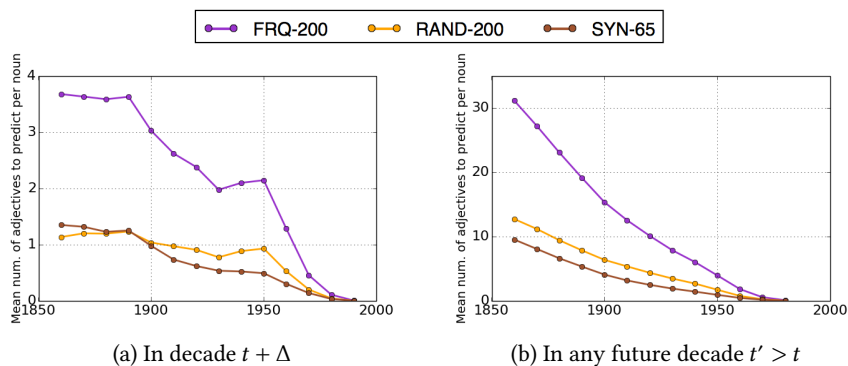 FRQ-200 RAND-200 SYN-65
Mean num. of adjectives to predict per noun
4
3
2
1
0
1850 1900 1950 2000
(a) In decade t + Δ
Mean num. of adjectives to predict per noun
30
20
10
0
1850 1900 1950 2000
(b) In any future decade t′ > t